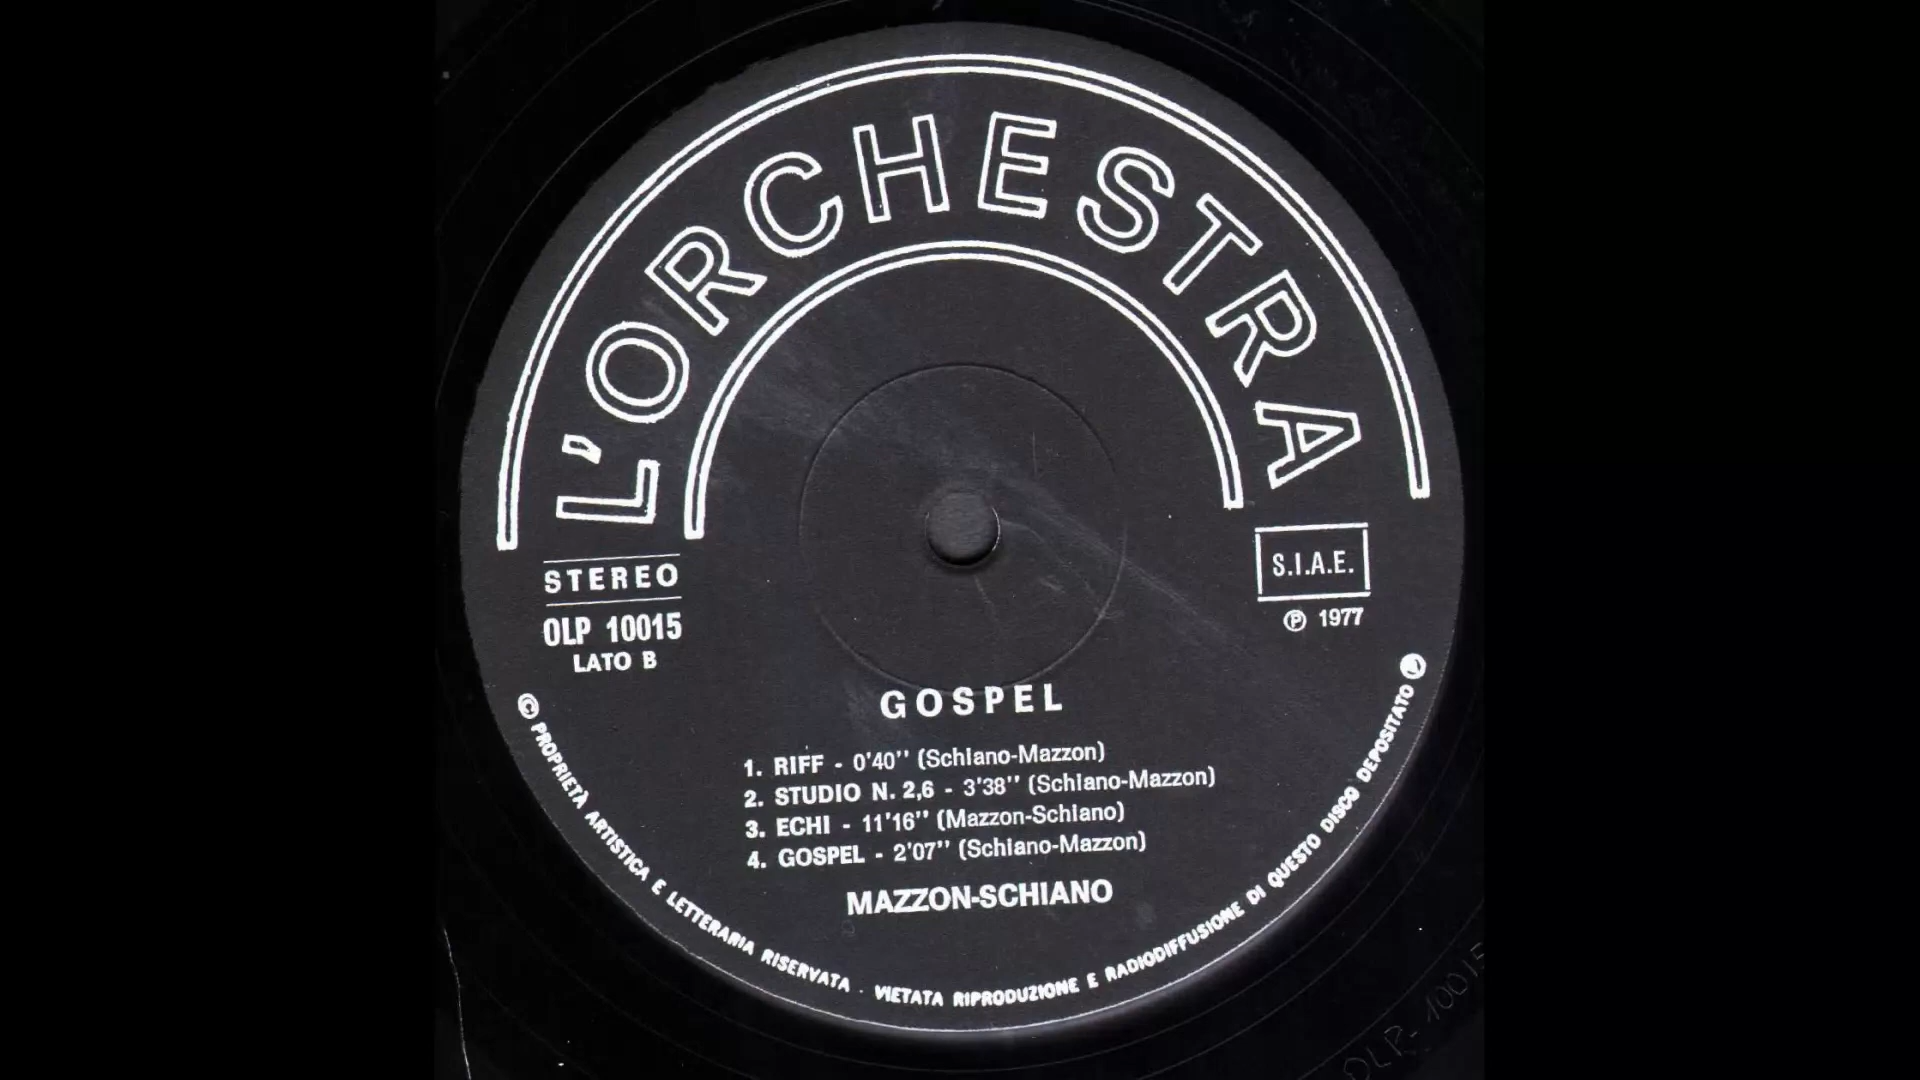 L'ORCHESTRA
STEREO
OLP 10015
LATO B
S.I.A.E.
Ⓟ 1977
GOSPEL
1. RIFF - 0'40'' (Schiano-Mazzon)
2. STUDIO N. 2,6 - 3'38'' (Schiano-Mazzon)
3. ECHI - 11'16'' (Mazzon-Schiano)
4. GOSPEL - 2'07'' (Schiano-Mazzon)
MAZZON-SCHIANO
© PROPRIETÀ ARTISTICA E LETTERARIA RISERVATA · VIETATA RIPRODUZIONE E RADIODIFFUSIONE DI QUESTO DISCO DEPOSITATO
OLP-10015